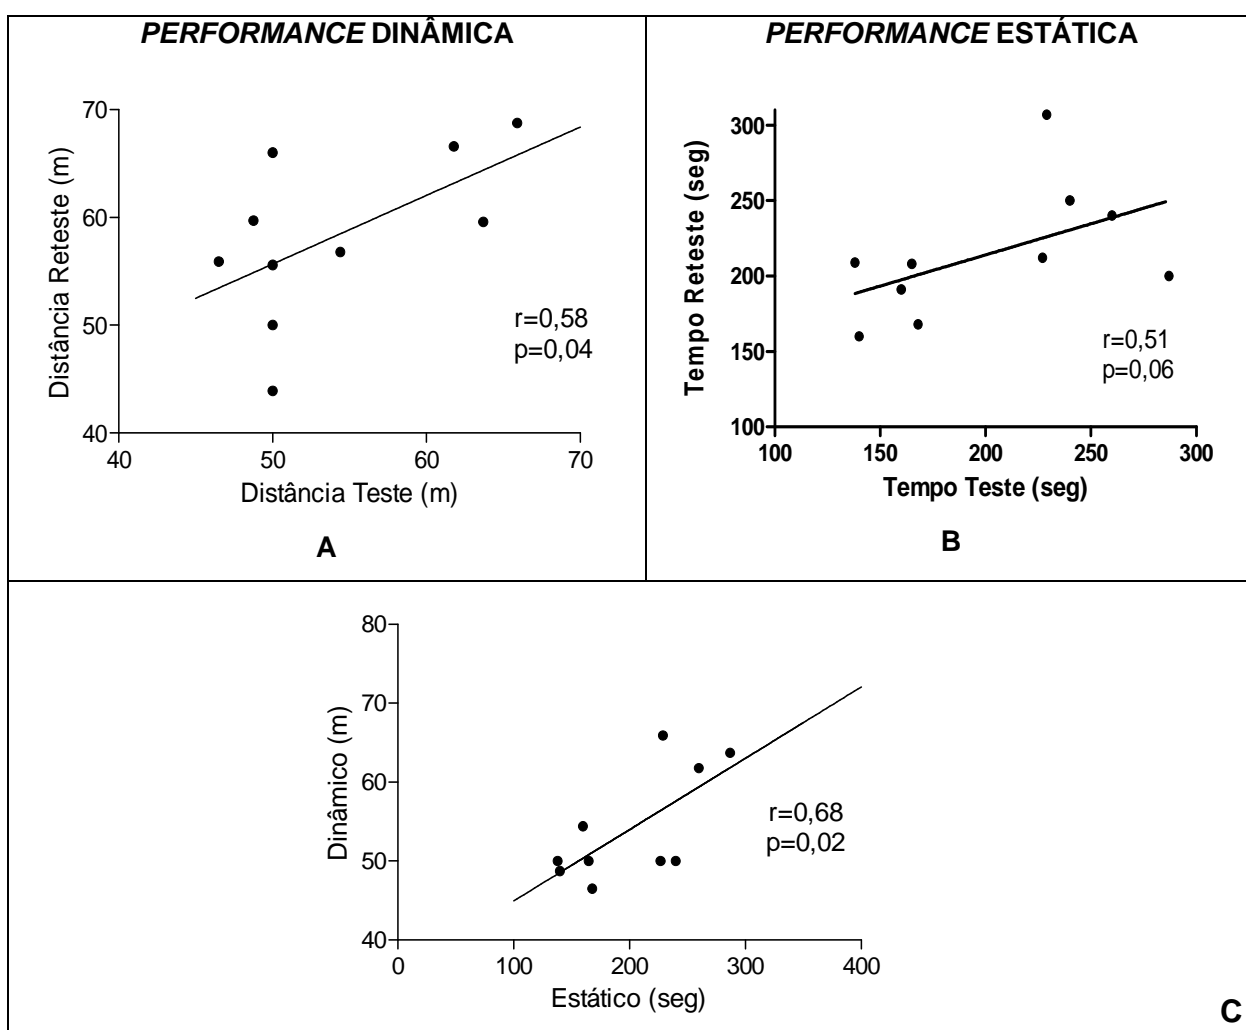 PERFORMANCE DINÂMICA
70
60
50
40
Distância Reteste (m)
r=0,58
p=0,04
40 50 60 70
Distância Teste (m)
A
PERFORMANCE ESTÁTICA
300
250
200
150
100
Tempo Reteste (seg)
r=0,51
p=0,06
100 150 200 250 300
Tempo Teste (seg)
B
80
70
60
50
40
Dinâmico (m)
r=0,68
p=0,02
0 100 200 300 400
Estático (seg)
C